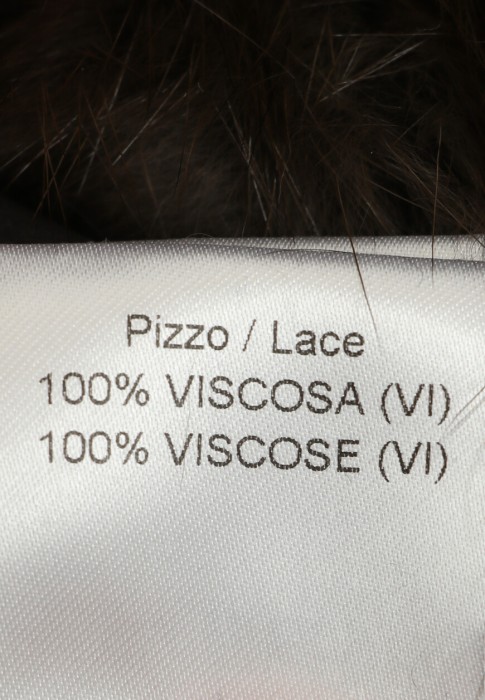 Pizzo / Lace
100% VISCOSA (VI)
100% VISCOSE (VI)